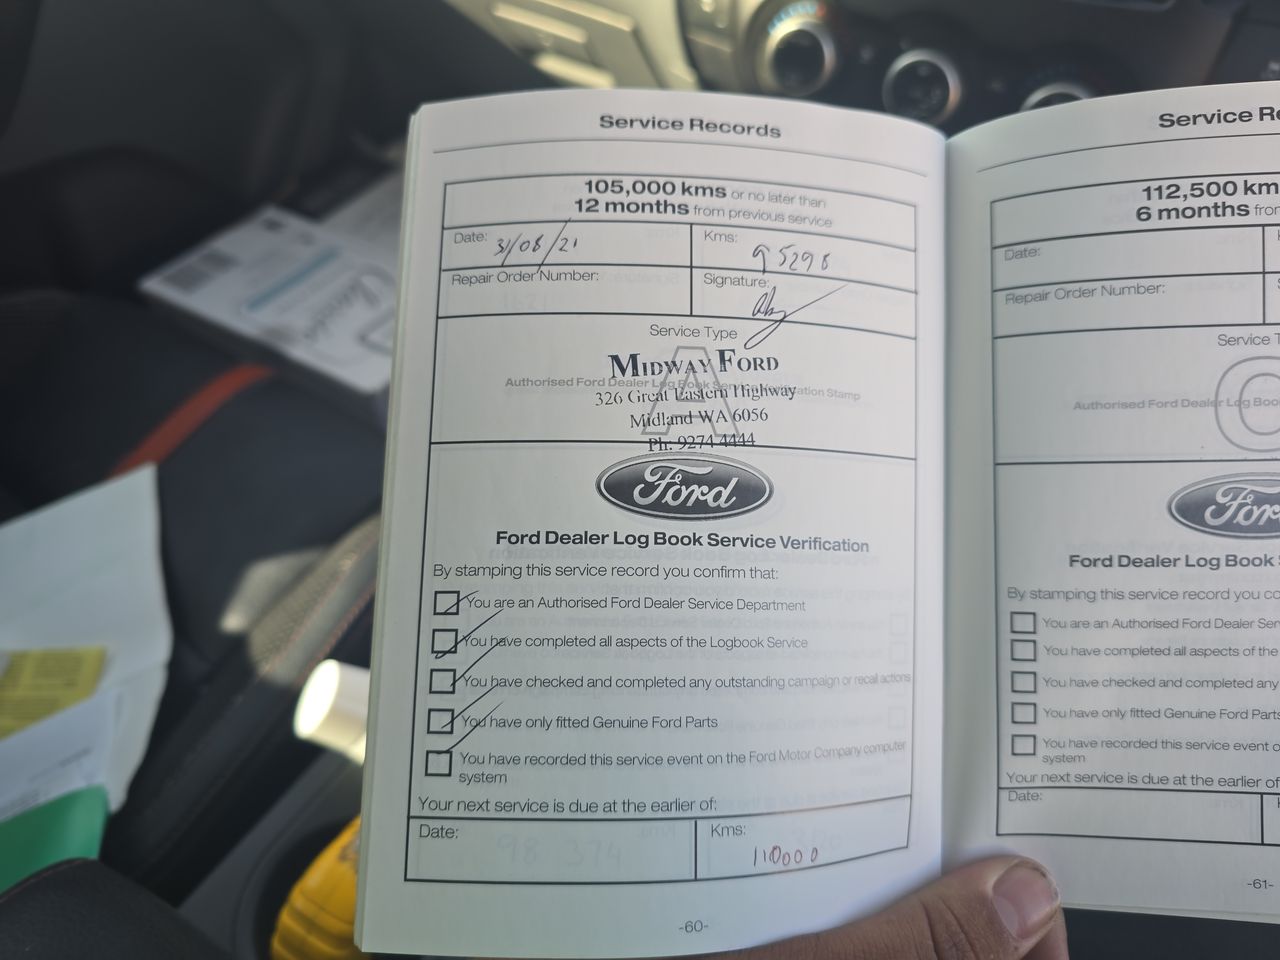 Service Records
105,000 kms or no later than
12 months from previous service
Date: 31/08/21
Kms: 95298
Repair Order Number:
Signature:
Service Type
A
MIDWAY FORD
Authorised Ford Dealer Log Book Service Verification Stamp
326 Great Eastern Highway
Midland WA 6056
Ph: 9274 4444
Ford
Ford Dealer Log Book Service Verification
By stamping this service record you confirm that:
You are an Authorised Ford Dealer Service Department
You have completed all aspects of the Logbook Service
You have checked and completed any outstanding campaign or recall actions
You have only fitted Genuine Ford Parts
You have recorded this service event on the Ford Motor Company computer
system
Your next service is due at the earlier of:
Date:
Kms: 110000
-60-
Service Re
112,500 km
6 months from
Date:
Repair Order Number:
Service T
Authorised Ford Dealer Log Boo
For
Ford Dealer Log Book
By stamping this service record you co
You are an Authorised Ford Dealer Ser
You have completed all aspects of the
You have checked and completed any
You have only fitted Genuine Ford Parts
You have recorded this service event o
system
Your next service is due at the earlier of
Date:
-61-